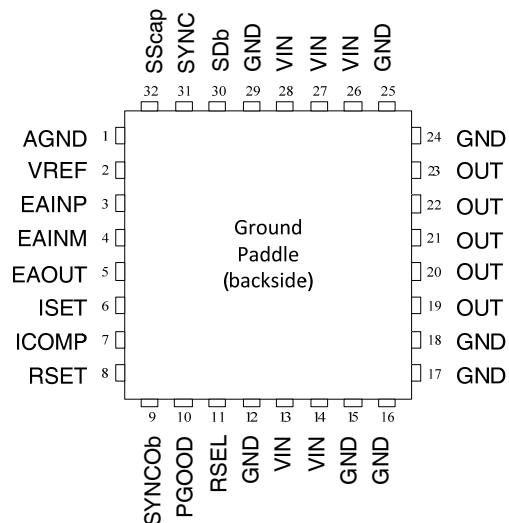 SScap SYNC SDb GND VIN VIN VIN GND
32 31 30 29 28 27 26 25
AGND 1 24 GND
VREF 2 23 OUT
EAINP 3 22 OUT
EAINM 4 21 OUT
EAOUT 5 20 OUT
ISET 6 19 OUT
ICOMP 7 18 GND
RSET 8 17 GND
Ground
Paddle
(backside)
9 10 11 12 13 14 15 16
SYNCOb PGOOD RSEL GND VIN VIN GND GND